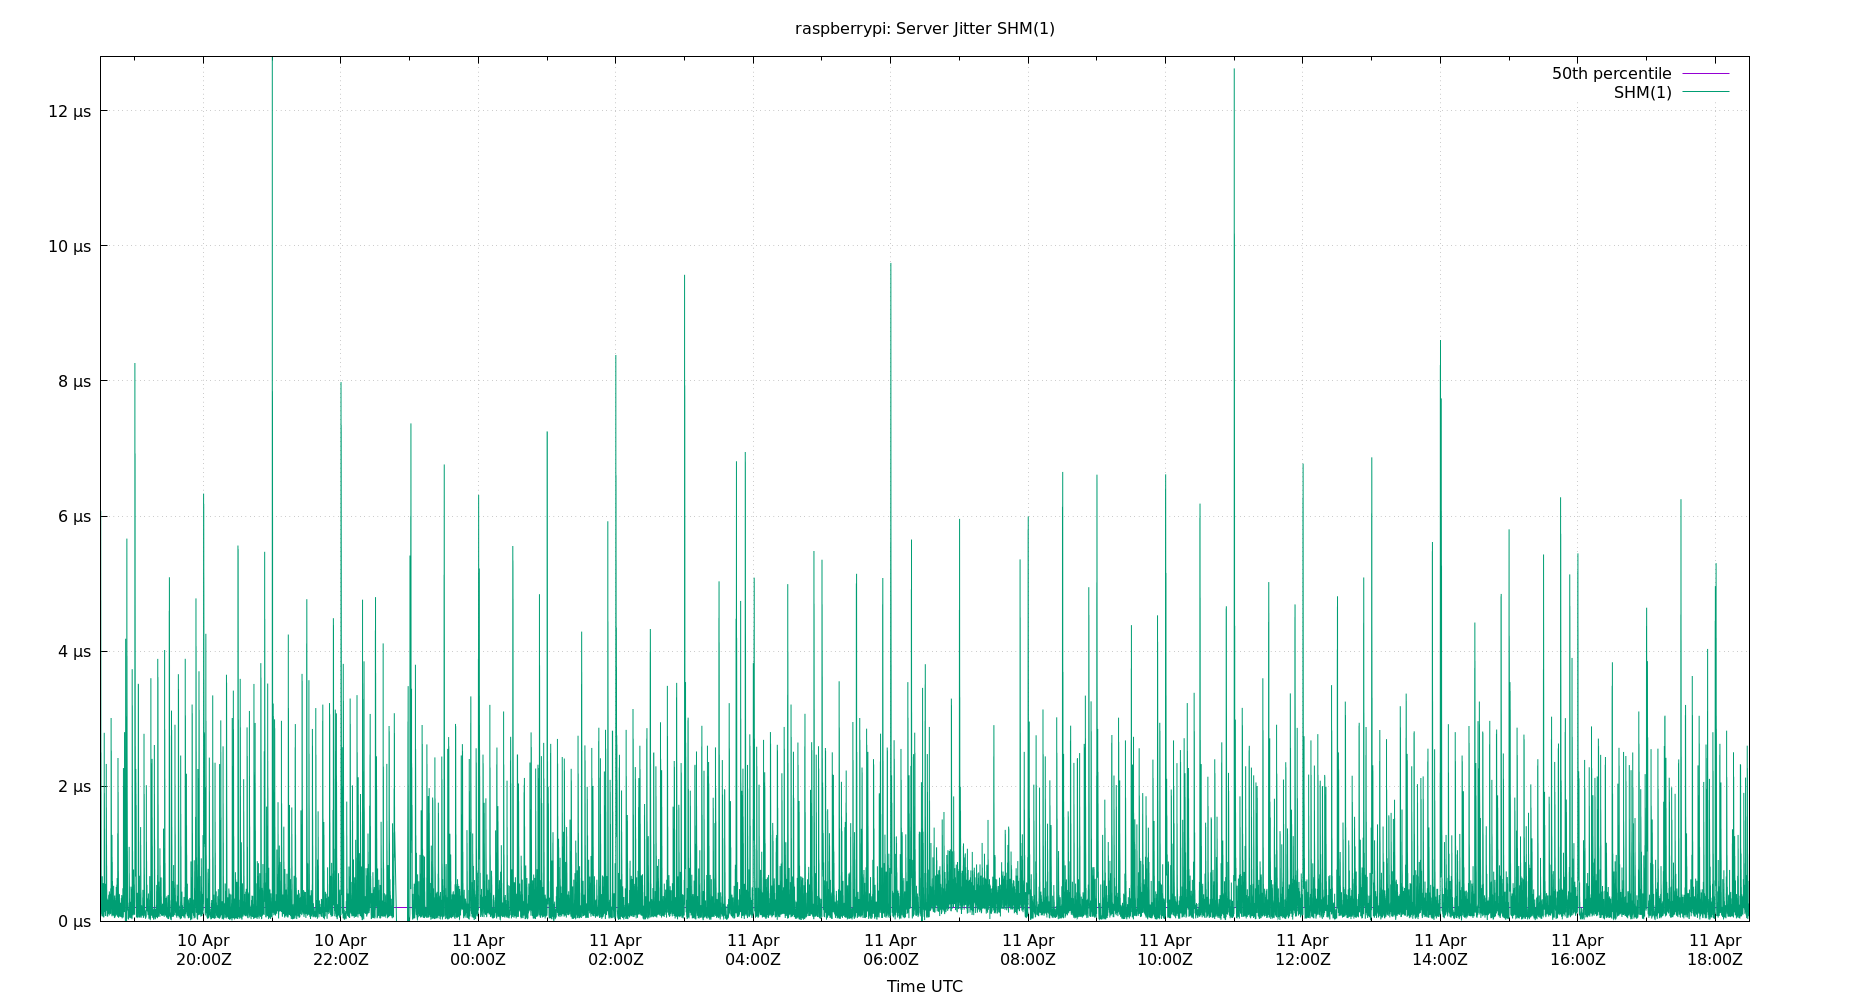 raspberrypi: Server Jitter SHM(1)
50th percentile
SHM(1)
12 µs
10 µs
8 µs
6 µs
4 µs
2 µs
0 µs
10 Apr 10 Apr 11 Apr 11 Apr 11 Apr 11 Apr 11 Apr 11 Apr 11 Apr 11 Apr 11 Apr 11 Apr
20:00Z 22:00Z 00:00Z 02:00Z 04:00Z 06:00Z 08:00Z 10:00Z 12:00Z 14:00Z 16:00Z 18:00Z
Time UTC